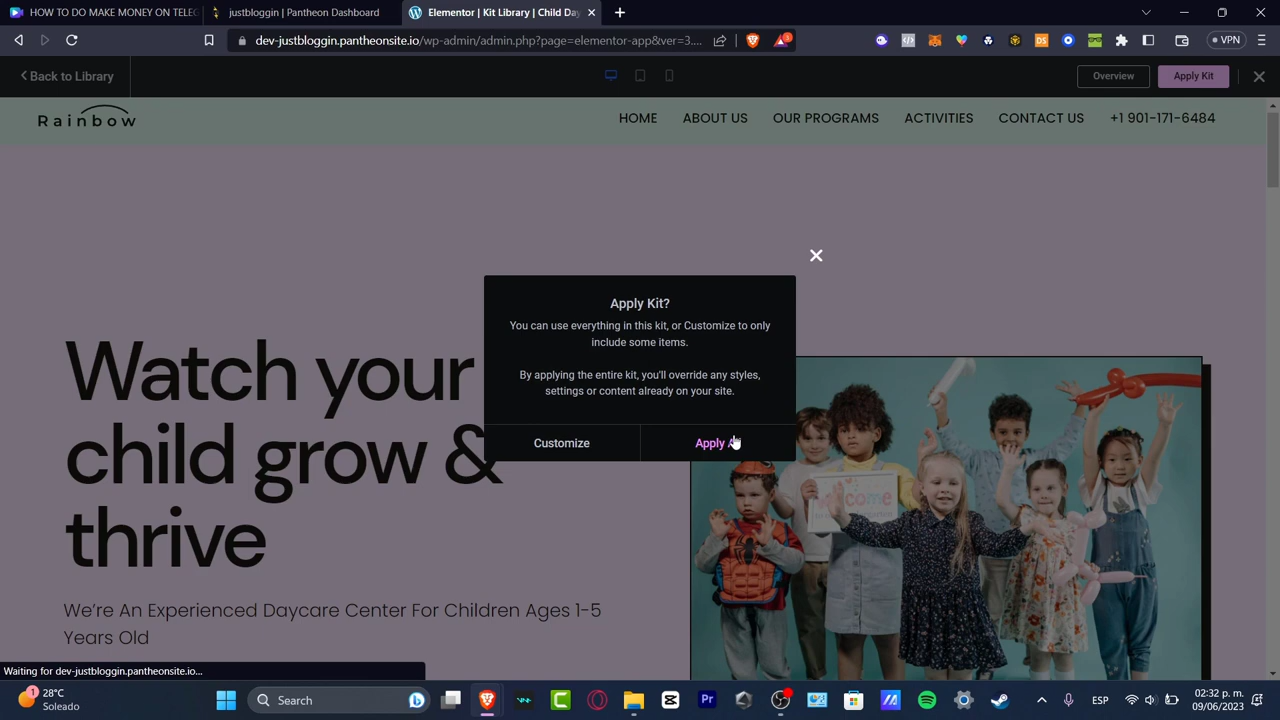 HOW TO DO MAKE MONEY ON TELEG
justbloggin | Pantheon Dashboard
Elementor | Kit Library | Child Day
dev-justbloggin.pantheonsite.io/wp-admin/admin.php?page=elementor-app&ver=3....
3
DS
VPN
Back to Library
Overview
Apply Kit
Rainbow
HOME
ABOUT US
OUR PROGRAMS
ACTIVITIES
CONTACT US
+1 901-171-6484
Apply Kit?
You can use everything in this kit, or Customize to only
include some items.
By applying the entire kit, you'll override any styles,
settings or content already on your site.
Customize
Apply
Watch your
child grow &
thrive
We're An Experienced Daycare Center For Children Ages 1-5
Years Old
welcome
Waiting for dev-justbloggin.pantheonsite.io...
1
28°C
Soleado
Search
Pr
ESP
02:32 p. m.
09/06/2023